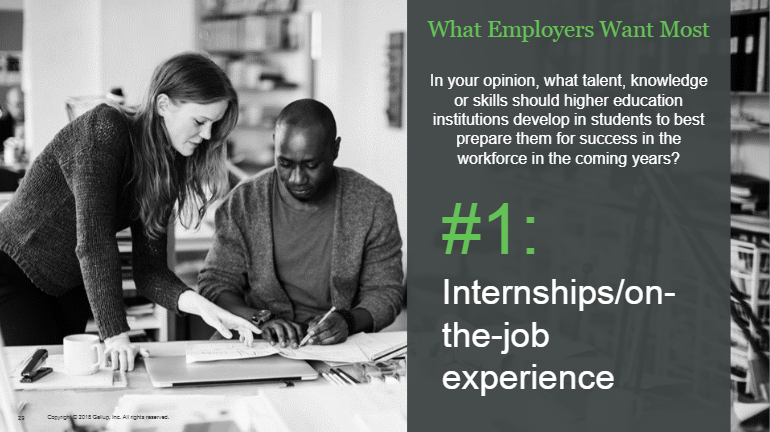 What Employers Want Most
In your opinion, what talent, knowledge
or skills should higher education
institutions develop in students to best
prepare them for success in the
workforce in the coming years?
#1:
Internships/on-
the-job
experience
Copyright © 2015 Gallup, Inc. All rights reserved.